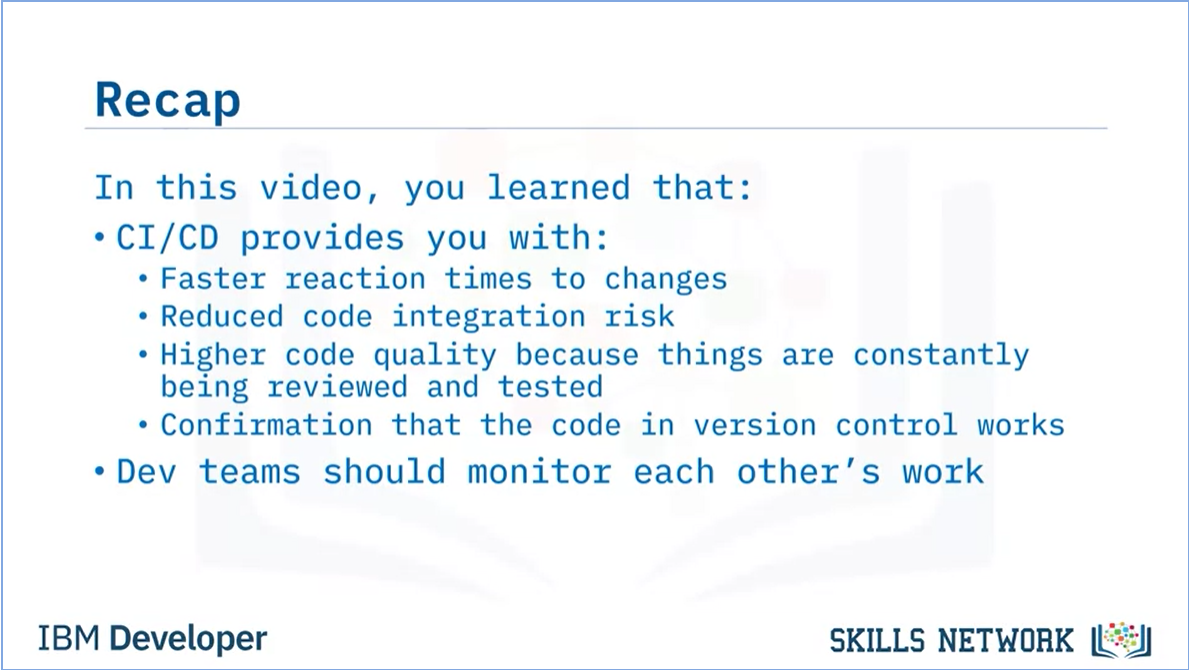 Recap
In this video, you learned that:
• CI/CD provides you with:
• Faster reaction times to changes
• Reduced code integration risk
• Higher code quality because things are constantly
being reviewed and tested
• Confirmation that the code in version control works
• Dev teams should monitor each other’s work
IBM Developer
SKILLS NETWORK